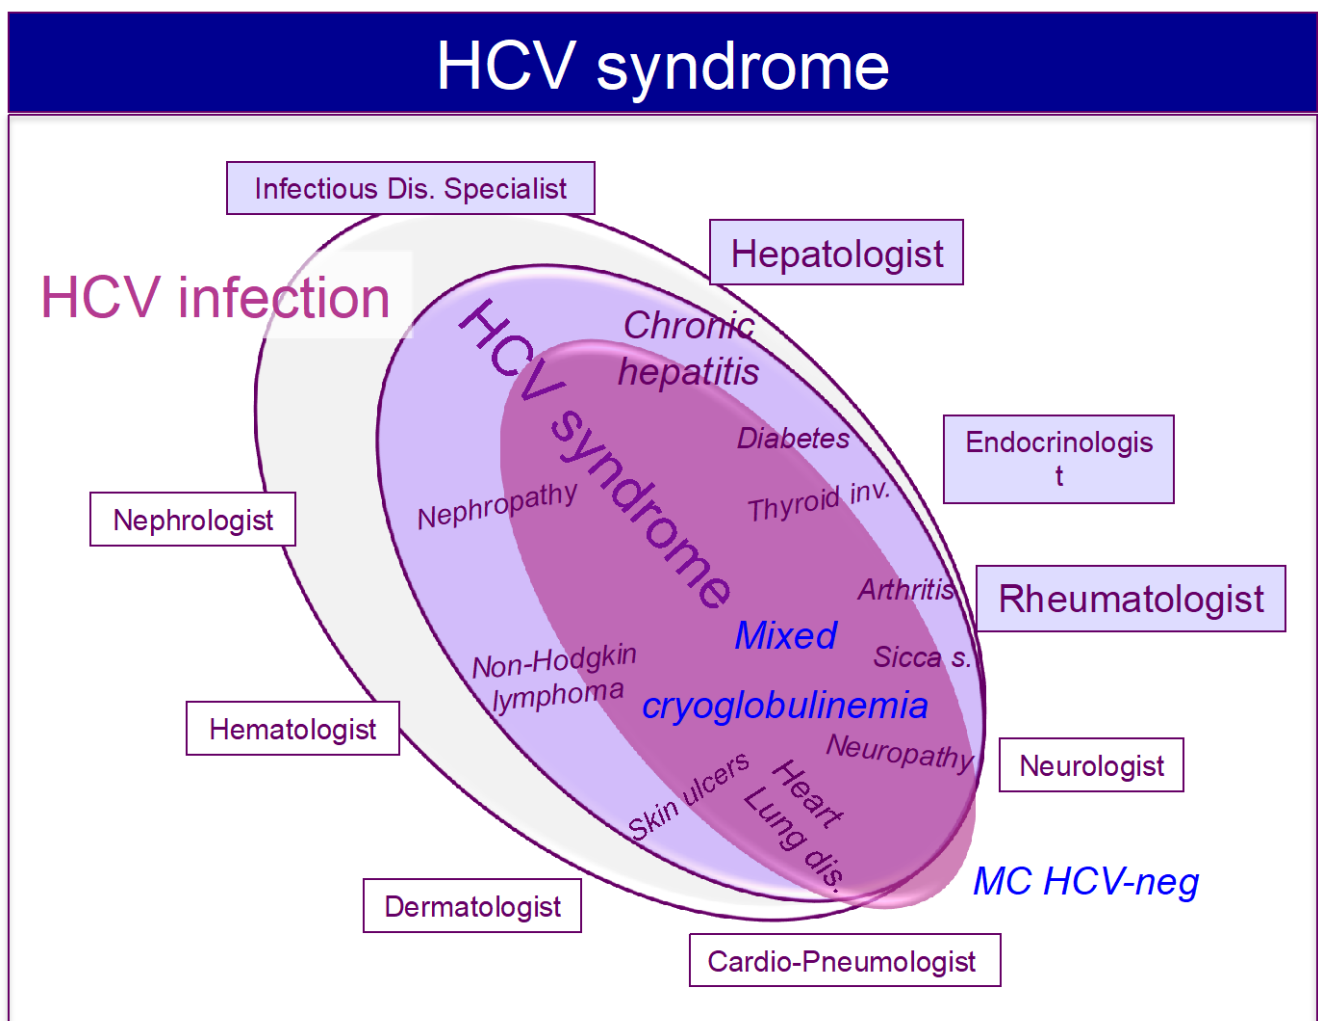 HCV syndrome
Infectious Dis. Specialist
Hepatologist
HCV infection
HCV syndrome
Chronic
hepatitis
Diabetes
Endocrinologis
t
Thyroid inv.
Nephropathy
Nephrologist
Arthritis
Rheumatologist
Mixed
cryoglobulinemia
Sicca s.
Non-Hodgkin
lymphoma
Hematologist
Neuropathy
Neurologist
Skin ulcers
Heart
Lung dis.
MC HCV-neg
Dermatologist
Cardio-Pneumologist